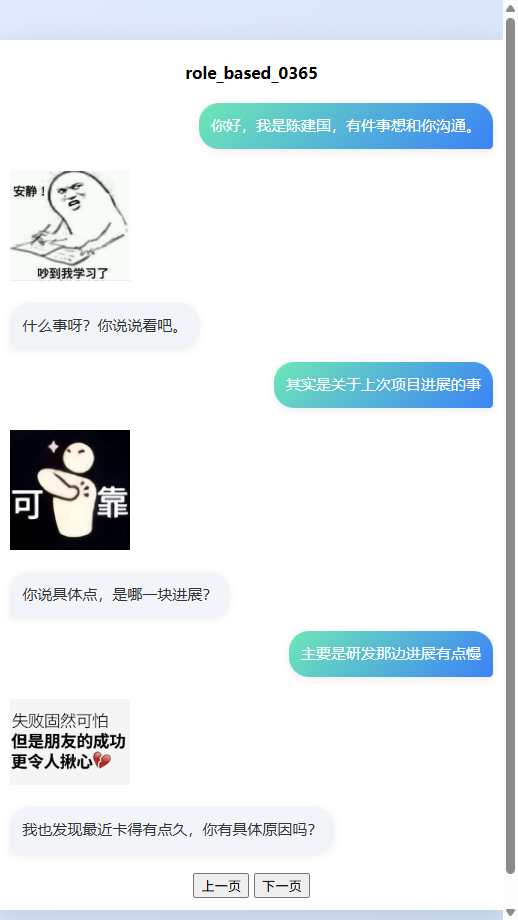 role_based_0365
你好，我是陈建国，有件事想和你沟通。
安静！
吵到我学习了
什么事呀？你说说看吧。
其实是关于上次项目进展的事
可 靠
你说具体点，是哪一块进展？
主要是研发那边进展有点慢
失败固然可怕
但是朋友的成功
更令人揪心💔
我也发现最近卡得有点久，你有具体原因吗？
上一页 下一页